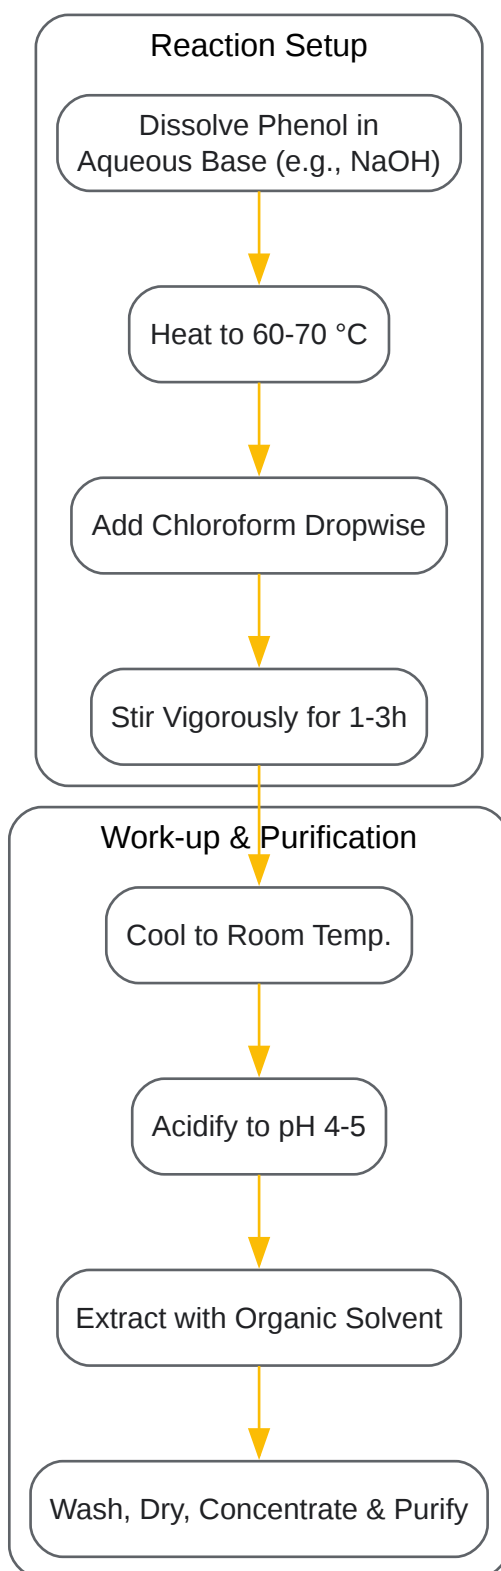 Reaction Setup
Dissolve Phenol in
Aqueous Base (e.g., NaOH)
Heat to 60-70 °C
Add Chloroform Dropwise
Stir Vigorously for 1-3h
Work-up & Purification
Cool to Room Temp.
Acidify to pH 4-5
Extract with Organic Solvent
Wash, Dry, Concentrate & Purify